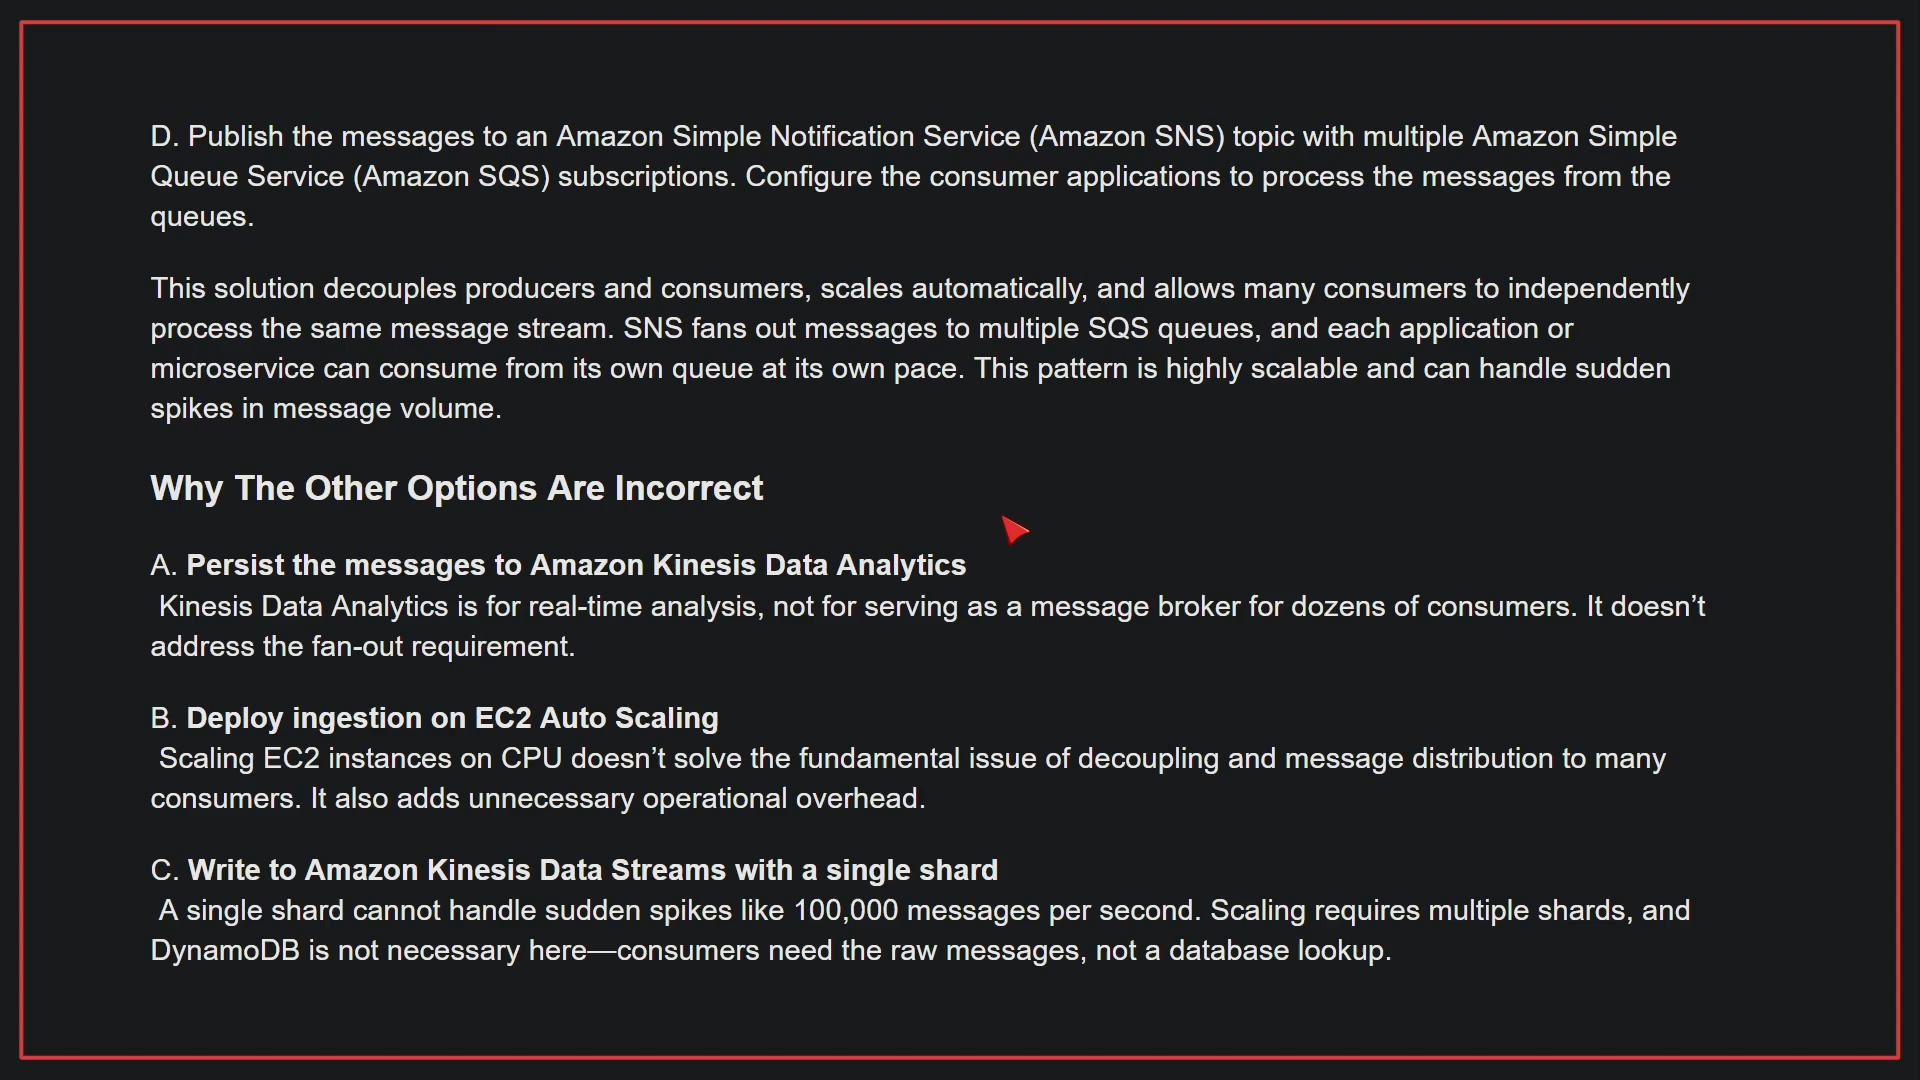 D. Publish the messages to an Amazon Simple Notification Service (Amazon SNS) topic with multiple Amazon Simple
Queue Service (Amazon SQS) subscriptions. Configure the consumer applications to process the messages from the
queues.
This solution decouples producers and consumers, scales automatically, and allows many consumers to independently
process the same message stream. SNS fans out messages to multiple SQS queues, and each application or
microservice can consume from its own queue at its own pace. This pattern is highly scalable and can handle sudden
spikes in message volume.
Why The Other Options Are Incorrect
A. Persist the messages to Amazon Kinesis Data Analytics
Kinesis Data Analytics is for real-time analysis, not for serving as a message broker for dozens of consumers. It doesn’t
address the fan-out requirement.
B. Deploy ingestion on EC2 Auto Scaling
Scaling EC2 instances on CPU doesn’t solve the fundamental issue of decoupling and message distribution to many
consumers. It also adds unnecessary operational overhead.
C. Write to Amazon Kinesis Data Streams with a single shard
A single shard cannot handle sudden spikes like 100,000 messages per second. Scaling requires multiple shards, and
DynamoDB is not necessary here—consumers need the raw messages, not a database lookup.